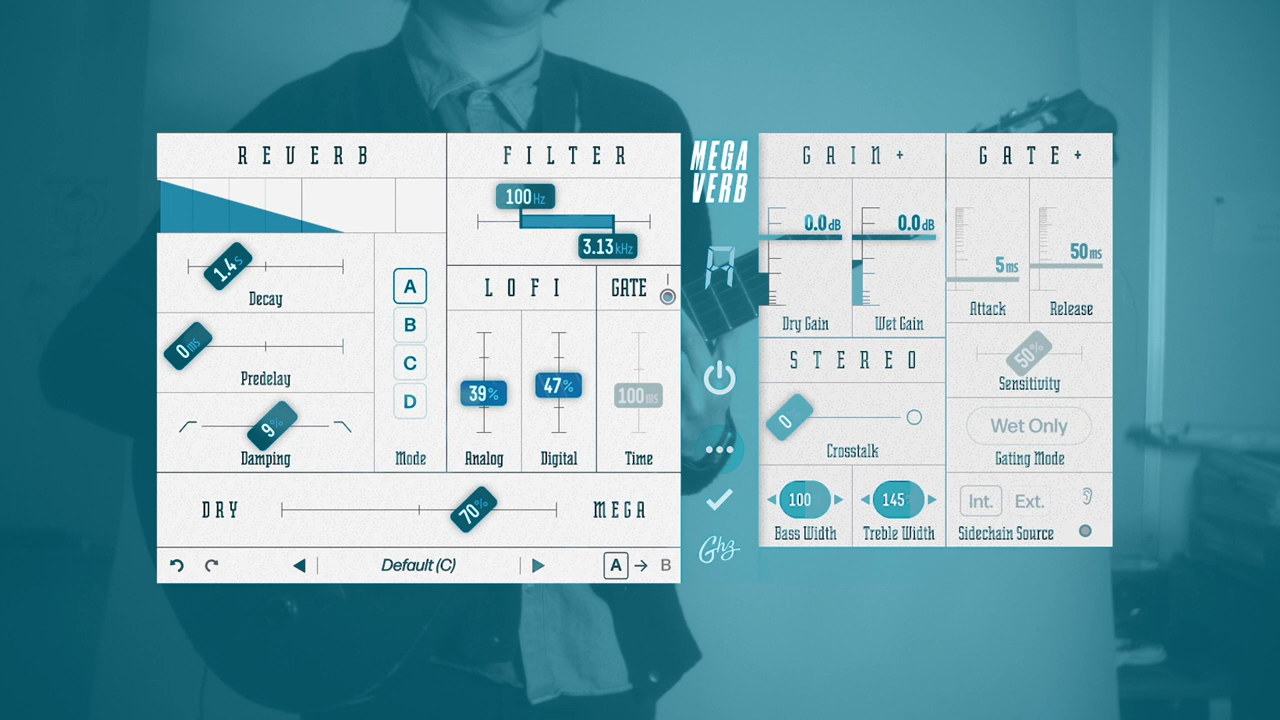 REVERB
1.4s
Decay
0ms
Predelay
9%
Damping
A
B
C
D
Mode
FILTER
100Hz
3.13kHz
LOFI
GATE
39%
Analog
47%
Digital
100ms
Time
DRY
70%
MEGA
Default (C)
A → B
MEGA
VERB
A
Ghz
GAIN+
0.0dB
Dry Gain
0.0dB
Wet Gain
STEREO
0
Crosstalk
100
Bass Width
145
Treble Width
GATE+
5ms
Attack
50ms
Release
50%
Sensitivity
Wet Only
Gating Mode
Int. Ext.
Sidechain Source